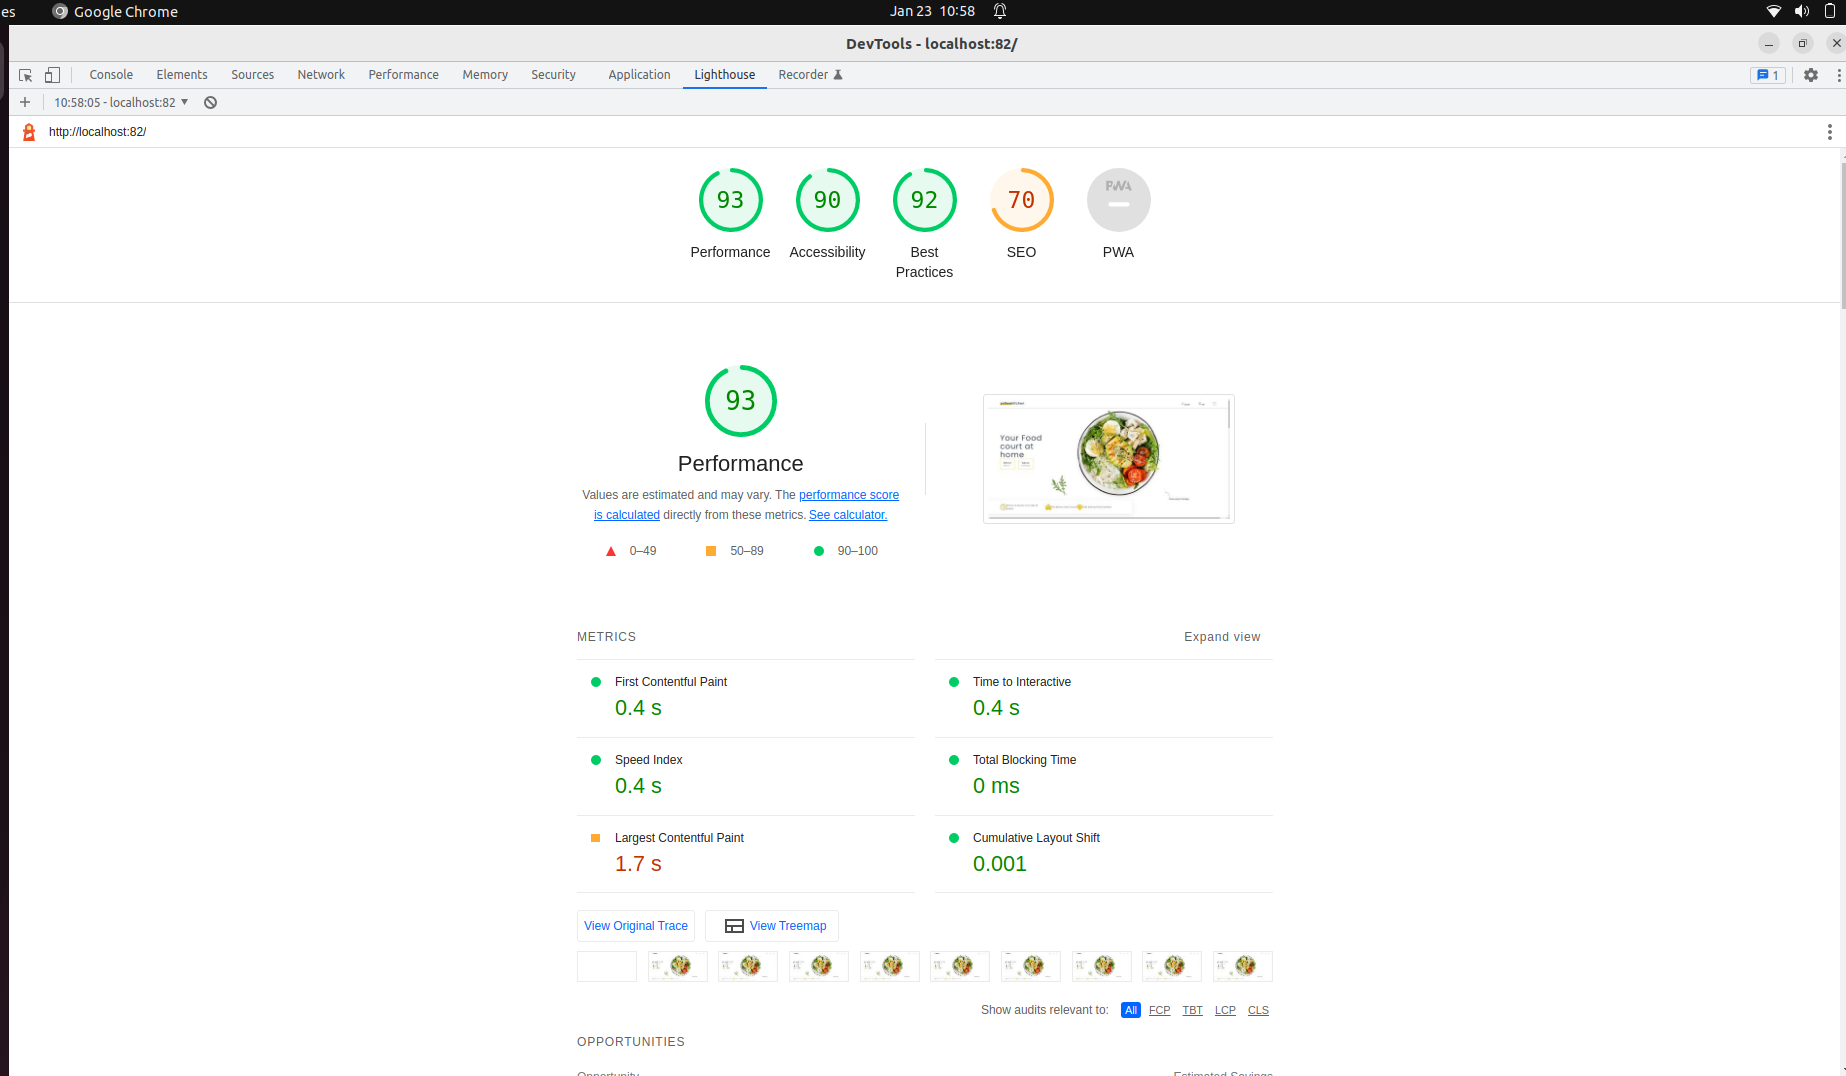 es
Google Chrome
Jan 23 10:58
DevTools - localhost:82/
Console Elements Sources Network Performance Memory Security Application Lighthouse Recorder
1
10:58:05 - localhost:82
http://localhost:82/
93 90 92 70 PWA
Performance Accessibility Best Practices SEO PWA
93
Performance
Values are estimated and may vary. The performance score
is calculated directly from these metrics. See calculator.
0–49 50–89 90–100
Your Food
court at
home
METRICS Expand view
First Contentful Paint
0.4 s
Time to Interactive
0.4 s
Speed Index
0.4 s
Total Blocking Time
0 ms
Largest Contentful Paint
1.7 s
Cumulative Layout Shift
0.001
View Original Trace View Treemap
Show audits relevant to: All FCP TBT LCP CLS
OPPORTUNITIES
Opportunity Estimated Savings